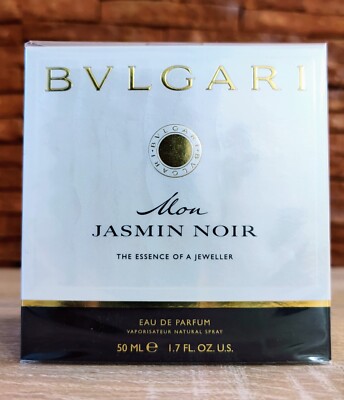 BVLGARI
BVLGARI · BVLGARI
Mon
JASMIN NOIR
THE ESSENCE OF A JEWELLER
EAU DE PARFUM
VAPORISATEUR NATURAL SPRAY
50 ML ℮ 1.7 FL. OZ. U.S.